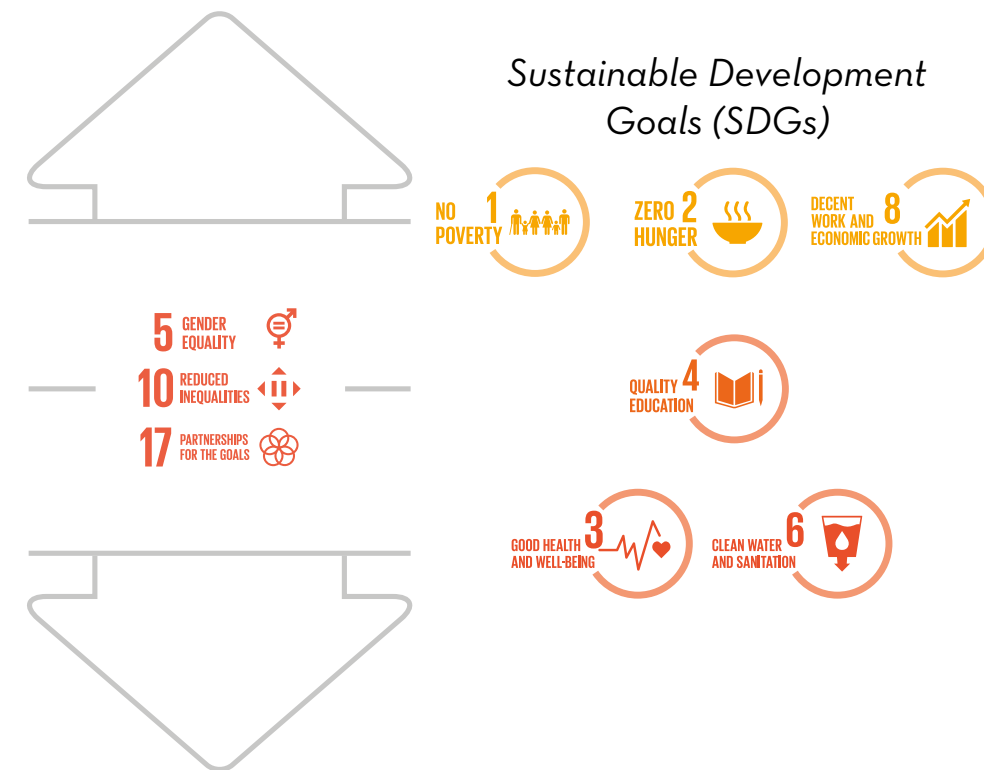 Sustainable Development
Goals (SDGs)
NO 1
POVERTY
ZERO 2
HUNGER
DECENT
WORK AND 8
ECONOMIC GROWTH
5 GENDER
EQUALITY
10 REDUCED
INEQUALITIES
17 PARTNERSHIPS
FOR THE GOALS
QUALITY 4
EDUCATION
GOOD HEALTH 3
AND WELL-BEING
CLEAN WATER 6
AND SANITATION